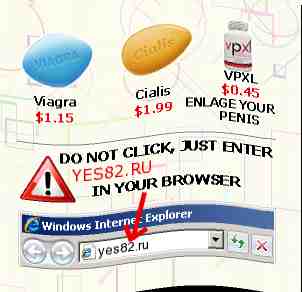 VIAGRA
Cialis
vpxl
Viagra
$1.15
Cialis
$1.99
VPXL
$0.45
ENLAGE YOUR
PENIS
DO NOT CLICK, JUST ENTER
YES82.RU
IN YOUR BROWSER
Windows Internet Explorer
yes82.ru